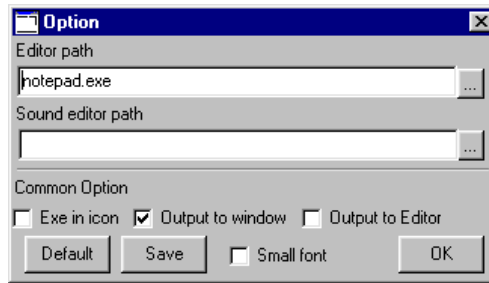 Option
Editor path
notepad.exe
...
Sound editor path
...
Common Option
Exe in icon Output to window Output to Editor
Default Save Small font OK